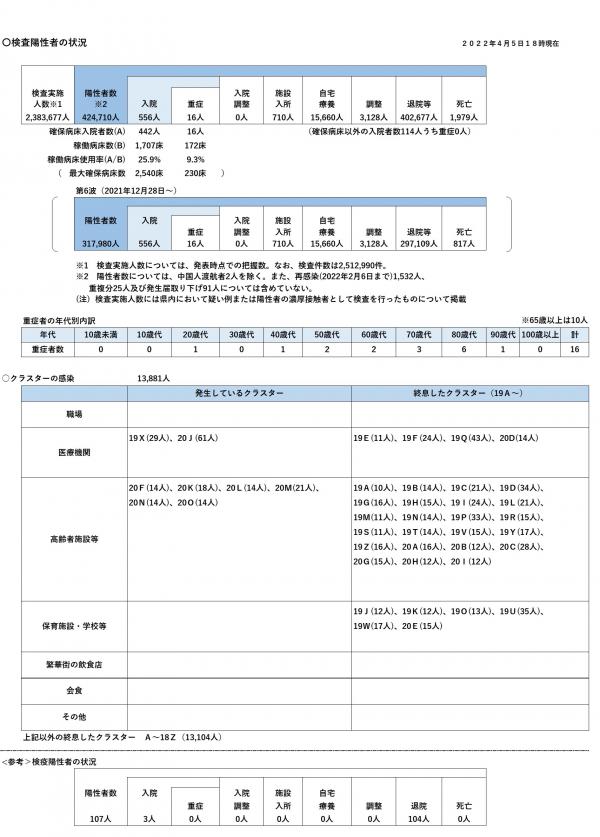 〇検査陽性者の状況
２０２２年４月５日１８時現在
検査実施人数※1 陽性者数※2 入院 重症 入院調整 施設入所 自宅療養 調整 退院等 死亡
2,383,677人 424,710人 556人 16人 0人 710人 15,660人 3,128人 402,677人 1,979人
確保病床入院者数(A) 442人 16人 （確保病床以外の入院者数114人うち重症0人）
稼働病床数(B) 1,707床 172床
稼働病床使用率(A/B) 25.9% 9.3%
（ 最大確保病床数 2,540床 230床 ）
第6波（2021年12月28日～）
陽性者数 入院 重症 入院調整 施設入所 自宅療養 調整 退院等 死亡
317,980人 556人 16人 0人 710人 15,660人 3,128人 297,109人 817人
※1 検査実施人数については、発表時点での把握数。なお、検査件数は2,512,990件。
※2 陽性者数については、中国人渡航者2人を除く。また、再感染(2022年2月6日まで)1,532人、
重複分25人及び発生届取り下げ91人については含めていない。
（注）検査実施人数には県内において疑い例または陽性者の濃厚接触者として検査を行ったものについて掲載
重症者の年代別内訳 ※65歳以上は10人
年代 10歳未満 10歳代 20歳代 30歳代 40歳代 50歳代 60歳代 70歳代 80歳代 90歳代 100歳以上 計
重症者数 0 0 1 0 1 2 2 3 6 1 0 16
〇クラスターの感染 13,881人
発生しているクラスター 終息したクラスター（19Ａ～）
職場
医療機関 19Ｘ(29人)、20Ｊ(61人) 19Ｅ(11人)、19Ｆ(24人)、19Ｑ(43人)、20D(14人)
高齢者施設等
20Ｆ(14人)、20Ｋ(18人)、20Ｌ(14人)、20Ｍ(21人)、
20Ｎ(14人)、20Ｏ(14人)
19Ａ(10人)、19Ｂ(14人)、19Ｃ(21人)、19Ｄ(34人)、
19Ｇ(16人)、19Ｈ(15人)、19Ｉ(24人)、19Ｌ(21人)、
19Ｍ(11人)、19Ｎ(14人)、19Ｐ(33人)、19Ｒ(15人)、
19Ｓ(11人)、19Ｔ(14人)、19Ｖ(15人)、19Ｙ(17人)、
19Ｚ(16人)、20Ａ(16人)、20Ｂ(12人)、20Ｃ(28人)、
20Ｇ(15人)、20Ｈ(12人)、20Ｉ(12人)
保育施設・学校等
19Ｊ(12人)、19Ｋ(12人)、19Ｏ(13人)、19Ｕ(35人)、
19Ｗ(17人)、20Ｅ(15人)
繁華街の飲食店
会食
その他
上記以外の終息したクラスター Ａ～18Ｚ（13,104人）
<参考>検疫陽性者の状況
陽性者数 入院 重症 入院調整 施設入所 自宅療養 調整 退院 死亡
107人 3人 0人 0人 0人 0人 0人 104人 0人